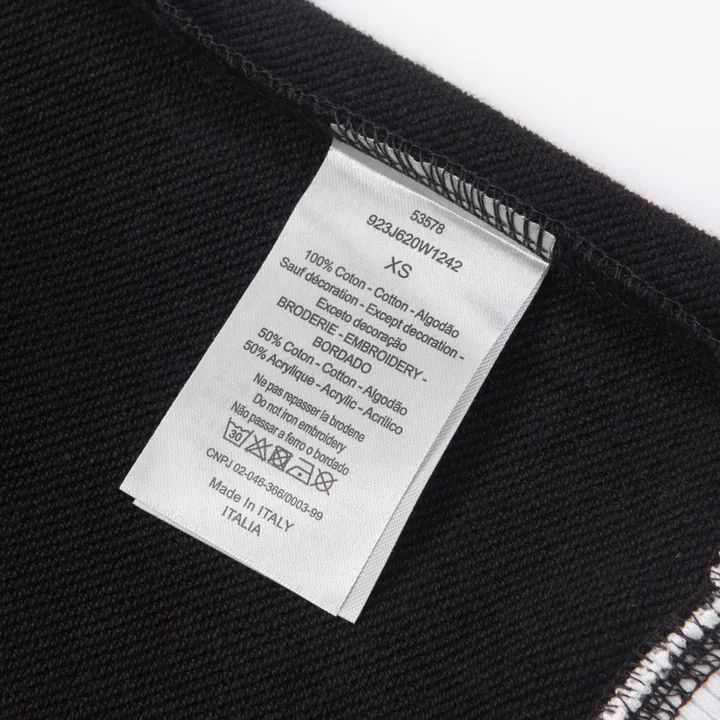 53578
923J620W1242
XS
100% Coton - Cotton - Algodão
Sauf décoration - Except decoration -
Exceto decoração
BRODERIE - EMBROIDERY -
BORDADO
50% Coton - Cotton - Algodão
50% Acrylique - Acrylic - Acrílico
Ne pas repasser la broderie
Do not iron embroidery
Não passar a ferro o bordado
30
CNPJ 02-046-366/0003-99
Made In ITALY
ITALIA